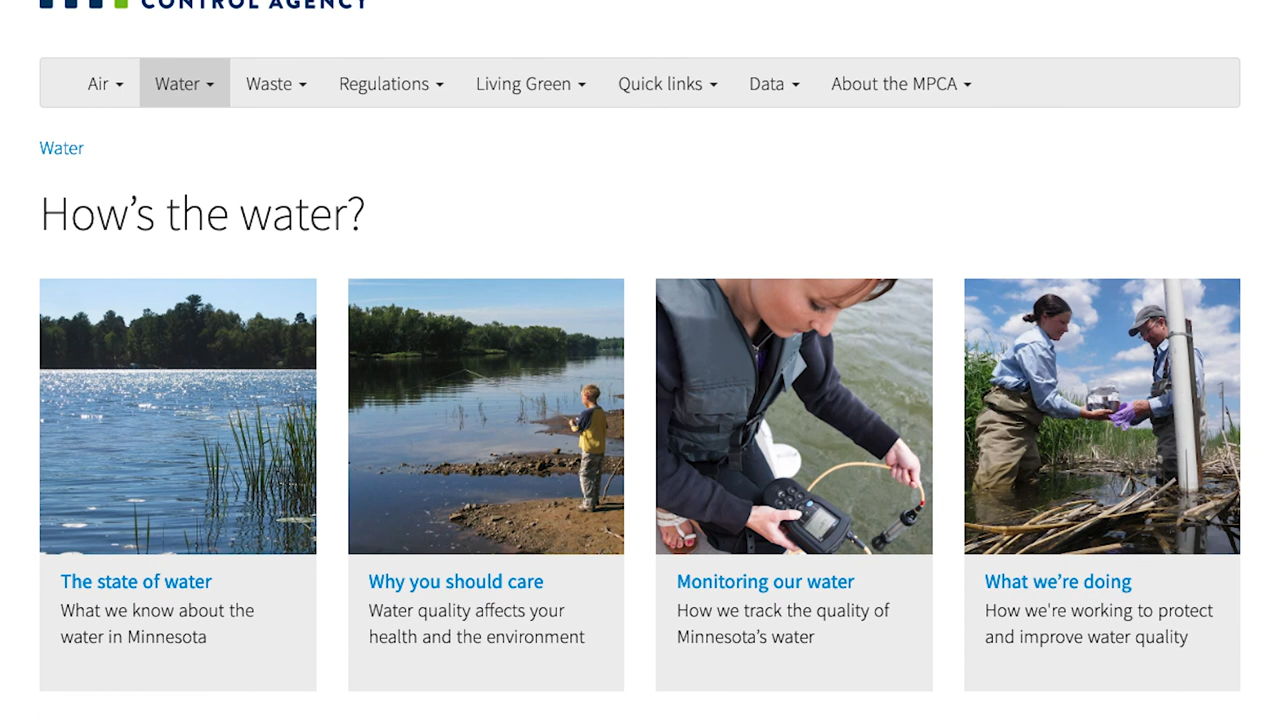 CONTROL AGENCY
Air Water Waste Regulations Living Green Quick links Data About the MPCA
Water
How’s the water?
The state of water
What we know about the
water in Minnesota
Why you should care
Water quality affects your
health and the environment
Monitoring our water
How we track the quality of
Minnesota’s water
What we’re doing
How we're working to protect
and improve water quality